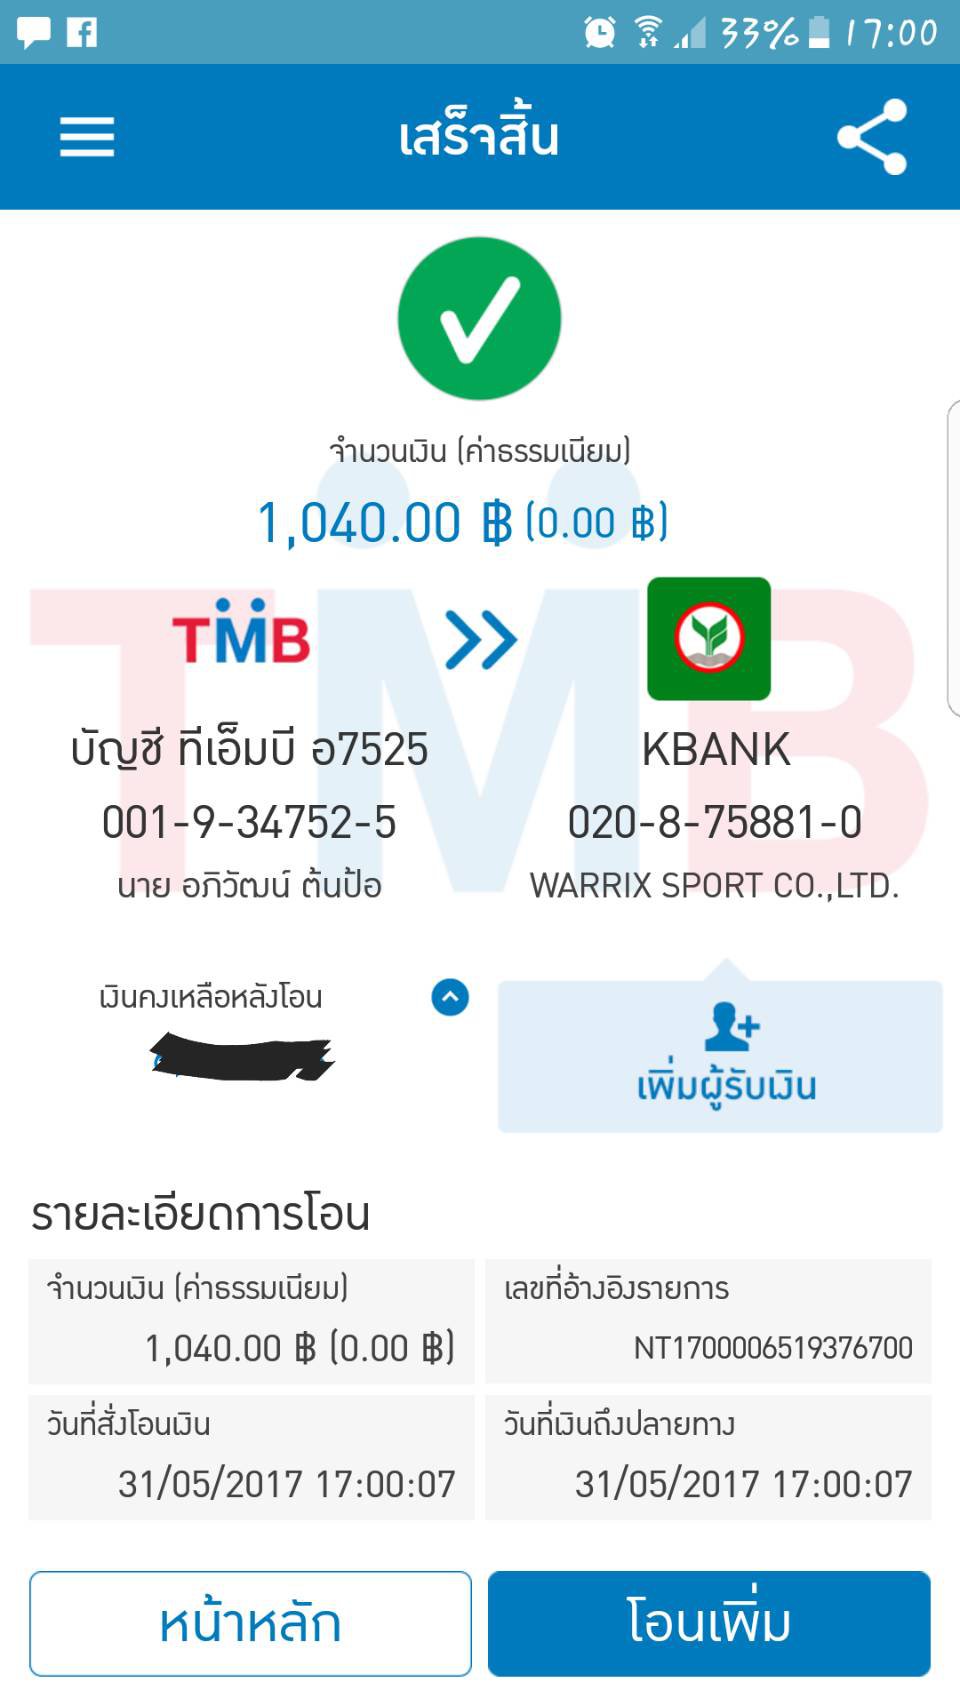 33% 17:00
เสร็จสิ้น
จำนวนเงิน (ค่าธรรมเนียม)
1,040.00 ฿ (0.00 ฿)
TMB
บัญชี ทีเอ็มบี อ7525
KBANK
001-9-34752-5
020-8-75881-0
นาย อภิวัฒน์ ต้นป้อ
WARRIX SPORT CO.,LTD.
เงินคงเหลือหลังโอน
เพิ่มผู้รับเงิน
รายละเอียดการโอน
จำนวนเงิน (ค่าธรรมเนียม)
1,040.00 ฿ (0.00 ฿)
เลขที่อ้างอิงรายการ
NT1700006519376700
วันที่สั่งโอนเงิน
31/05/2017 17:00:07
วันที่เงินถึงปลายทาง
31/05/2017 17:00:07
หน้าหลัก
โอนเพิ่ม
TMB